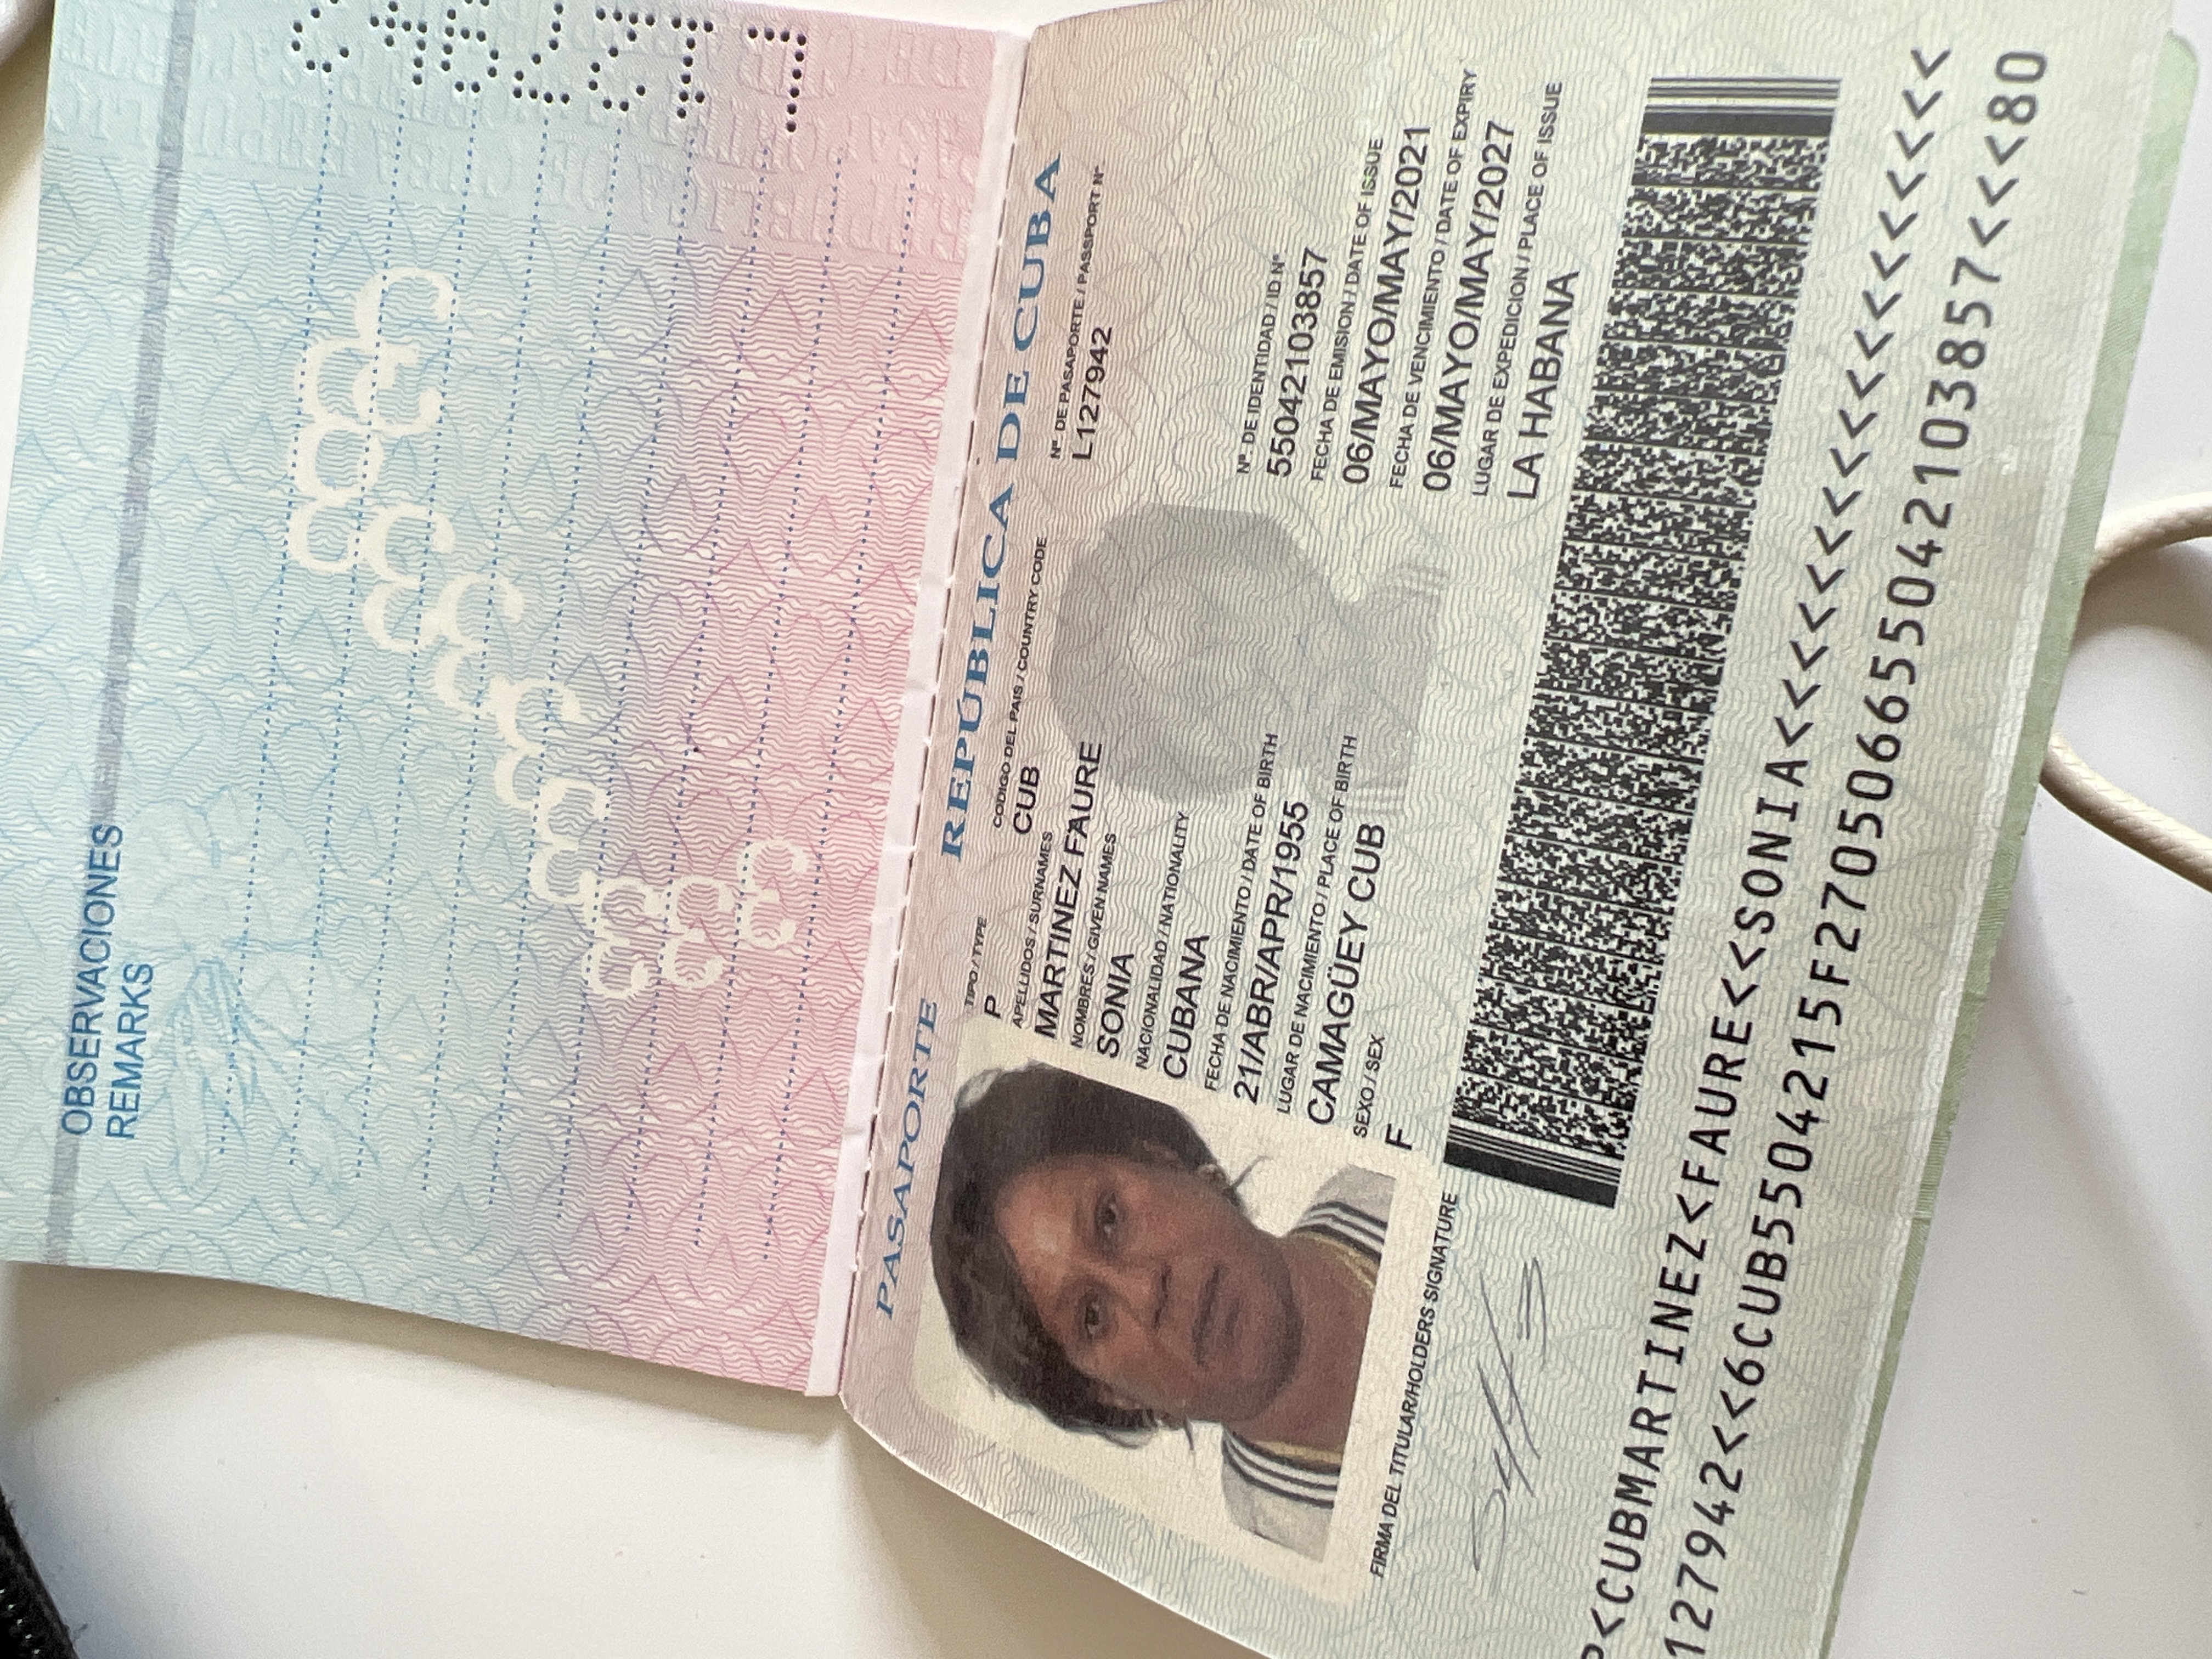 OBSERVACIONES
REMARKS
L127942
PASAPORTE
REPÚBLICA DE CUBA
TIPO / TYPE
P
CODIGO DEL PAIS / COUNTRY CODE
CUB
Nº. DE PASAPORTE / PASSPORT Nº
L127942
APELLIDOS / SURNAMES
MARTINEZ FAURE
NOMBRES / GIVEN NAMES
SONIA
NACIONALIDAD / NATIONALITY
CUBANA
FECHA DE NACIMIENTO / DATE OF BIRTH
21/ABR/APR/1955
LUGAR DE NACIMIENTO / PLACE OF BIRTH
CAMAGÜEY CUB
SEXO / SEX
F
Nº. DE IDENTIDAD / ID Nº
55042103857
FECHA DE EMISION / DATE OF ISSUE
06/MAYO/MAY/2021
FECHA DE VENCIMIENTO / DATE OF EXPIRY
06/MAYO/MAY/2027
LUGAR DE EXPEDICION / PLACE OF ISSUE
LA HABANA
FIRMA DEL TITULAR/HOLDERS SIGNATURE
P<CUBMARTINEZ<FAURE<<SONIA<<<<<<<<<<<<<<<<<<
127942<<6CUB5504215F270506655042103857<<<80